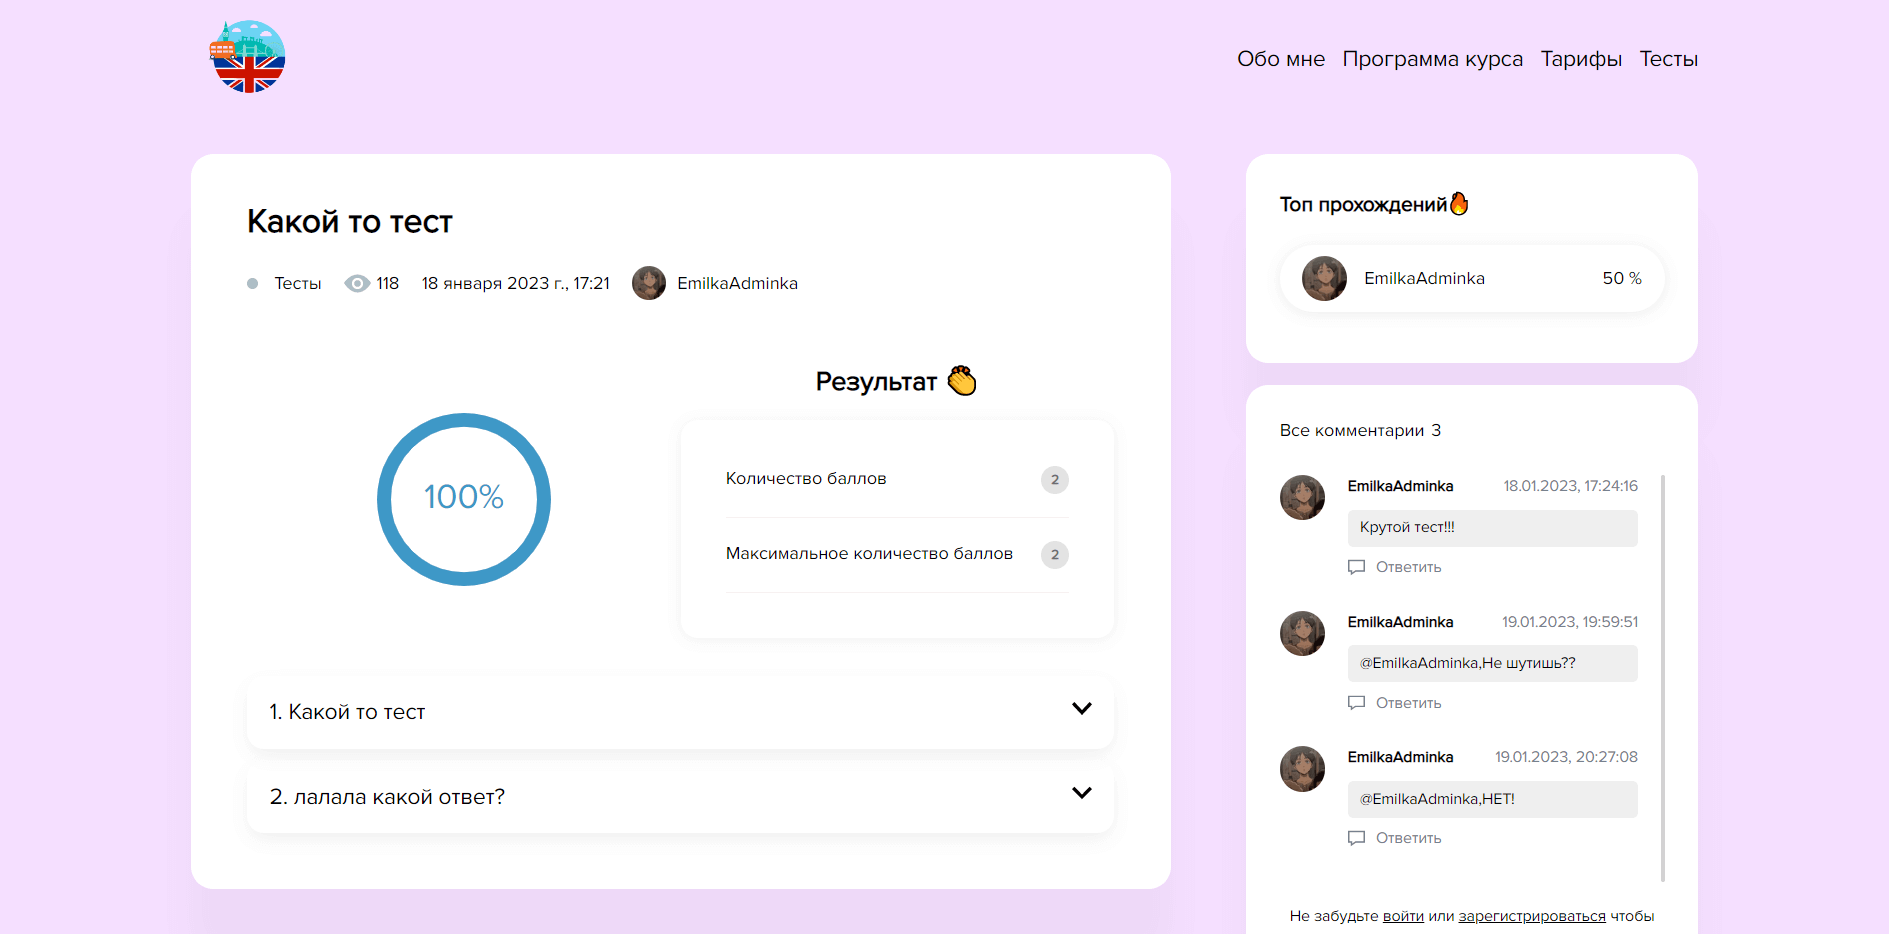 Обо мне Программа курса Тарифы Тесты
Какой то тест
Тесты 118 18 января 2023 г., 17:21 EmilkaAdminka
Результат
100%
Количество баллов 2
Максимальное количество баллов 2
1. Какой то тест
2. лалала какой ответ?
Топ прохождений
EmilkaAdminka 50 %
Все комментарии 3
EmilkaAdminka 18.01.2023, 17:24:16
Крутой тест!!!
Ответить
EmilkaAdminka 19.01.2023, 19:59:51
@EmilkaAdminka,Не шутишь??
Ответить
EmilkaAdminka 19.01.2023, 20:27:08
@EmilkaAdminka,НЕТ!
Ответить
Не забудьте войти или зарегистрироваться чтобы